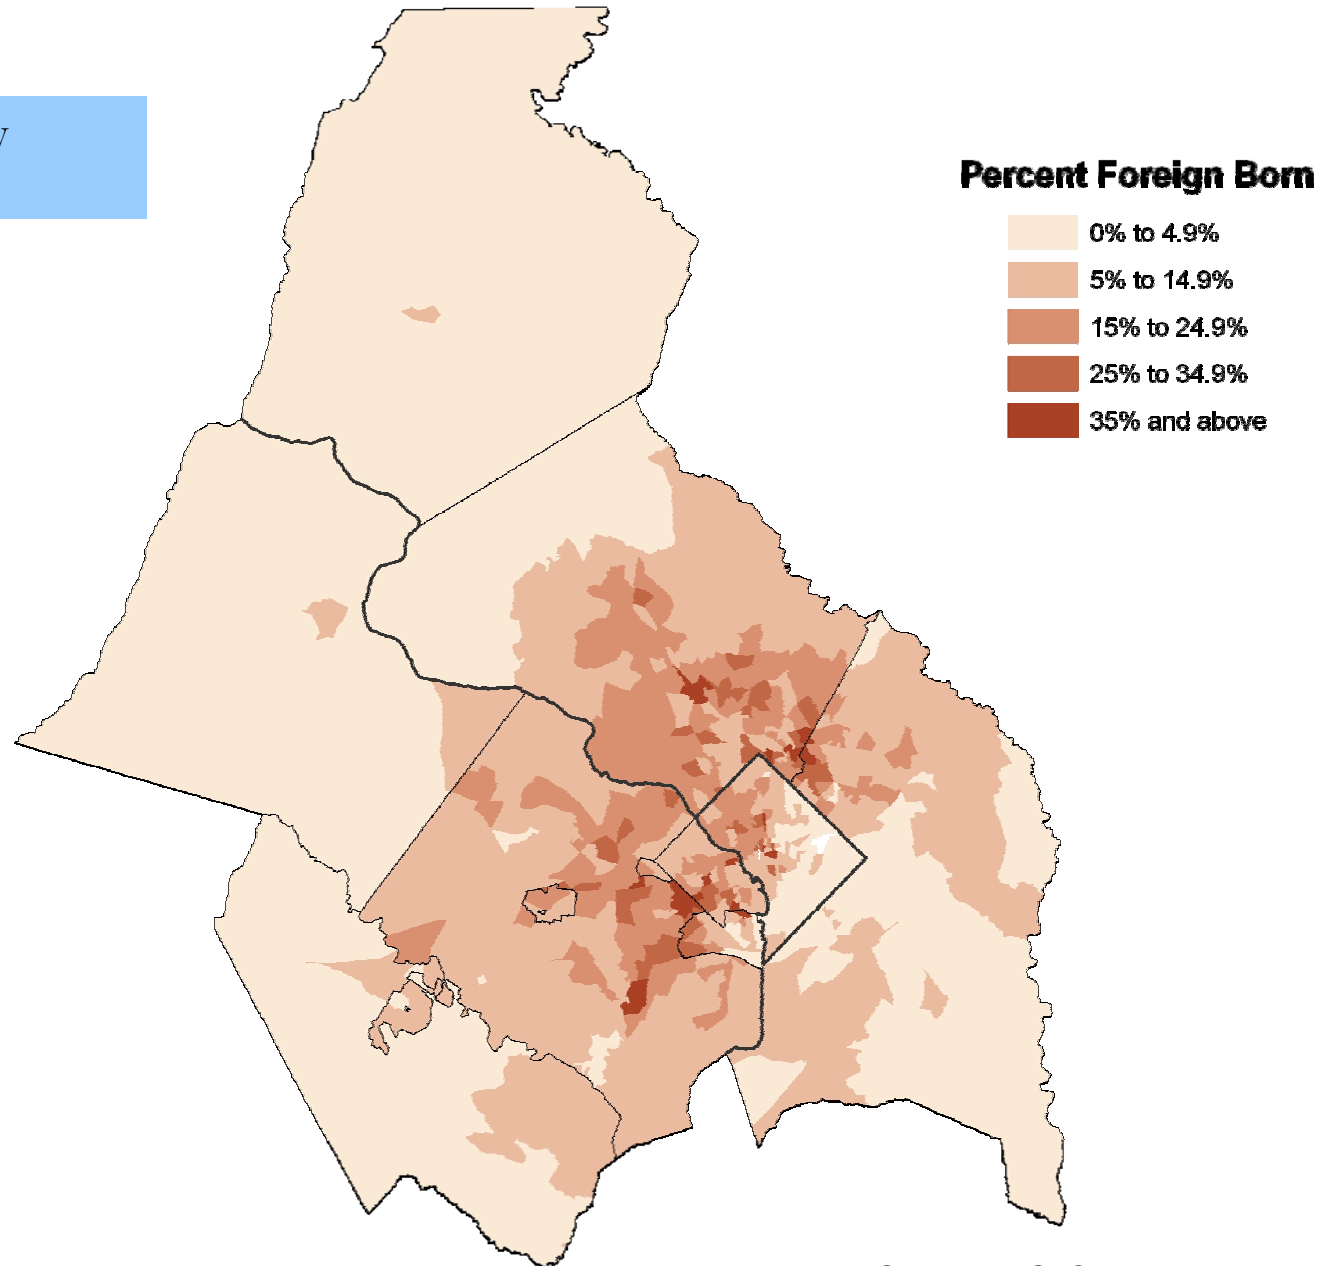 y
Percent Foreign Born
0% to 4.9%
5% to 14.9%
15% to 24.9%
25% to 34.9%
35% and above